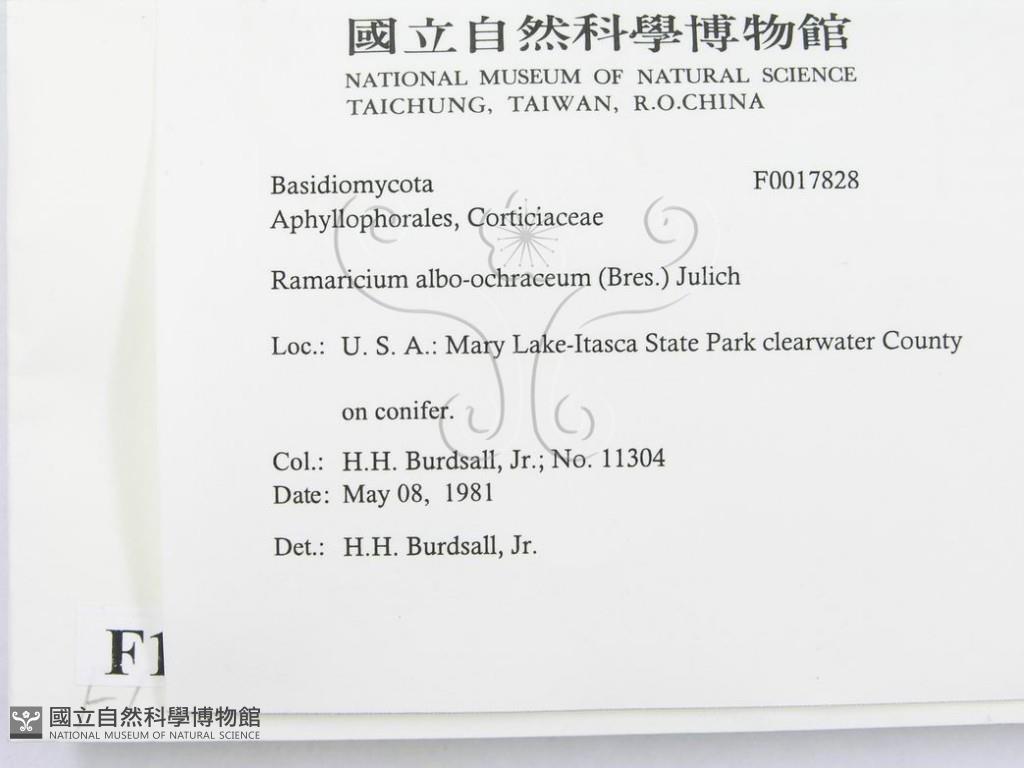 國立自然科學博物館
NATIONAL MUSEUM OF NATURAL SCIENCE
TAICHUNG, TAIWAN, R.O.CHINA
Basidiomycota F0017828
Aphyllophorales, Corticiaceae
Ramaricium albo-ochraceum (Bres.) Julich
Loc.: U. S. A.: Mary Lake-Itasca State Park clearwater County
on conifer.
Col.: H.H. Burdsall, Jr.; No. 11304
Date: May 08, 1981
Det.: H.H. Burdsall, Jr.
F1
國立自然科學博物館
NATIONAL MUSEUM OF NATURAL SCIENCE